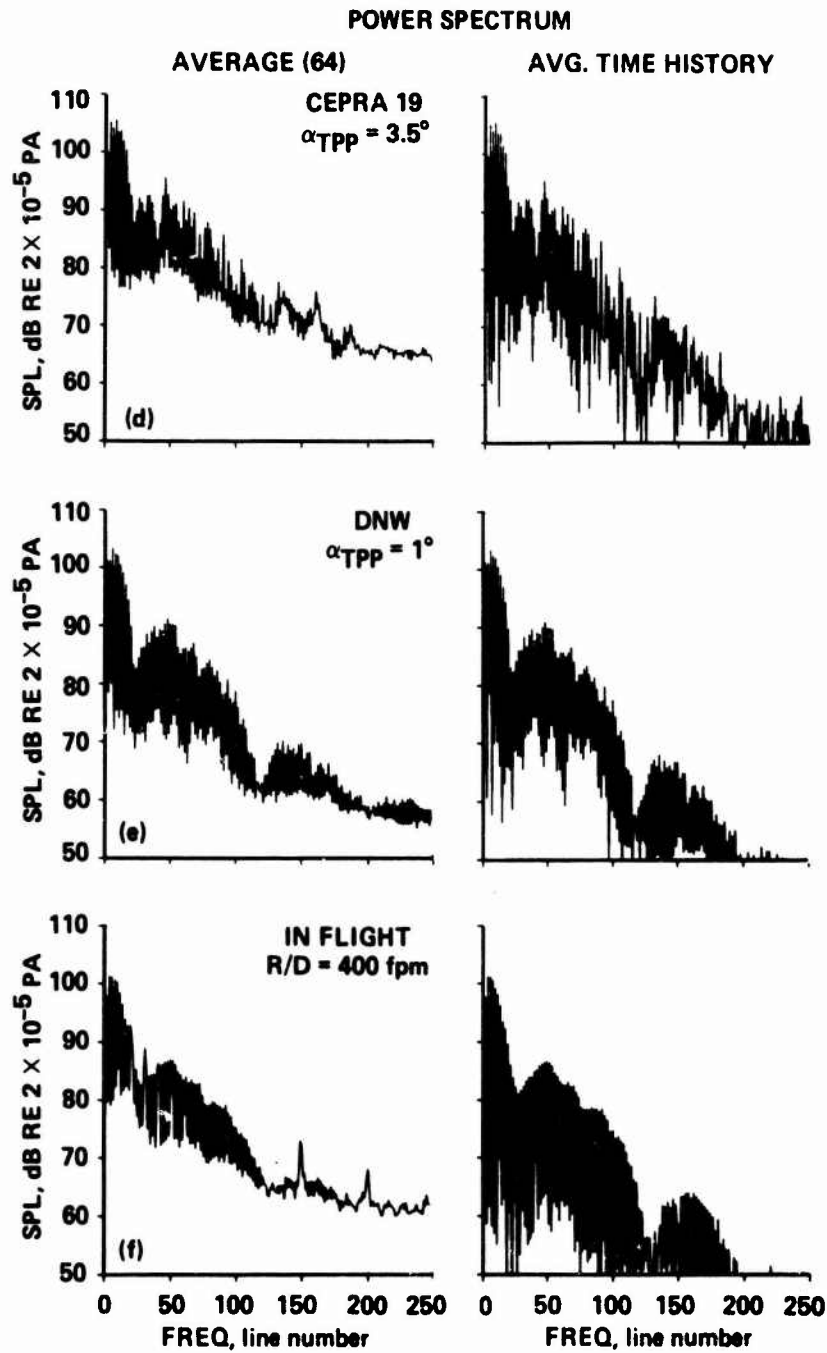 POWER SPECTRUM
AVERAGE (64)
AVG. TIME HISTORY
110
100
90
80
70
60
50
SPL, dB RE 2 × 10⁻⁵ PA
CEPRA 19
αTPP = 3.5°
(d)
110
100
90
80
70
60
50
SPL, dB RE 2 × 10⁻⁵ PA
DNW
αTPP = 1°
(e)
110
100
90
80
70
60
50
SPL, dB RE 2 × 10⁻⁵ PA
IN FLIGHT
R/D = 400 fpm
(f)
0 50 100 150 200 250
FREQ, line number
0 50 100 150 200 250
FREQ, line number